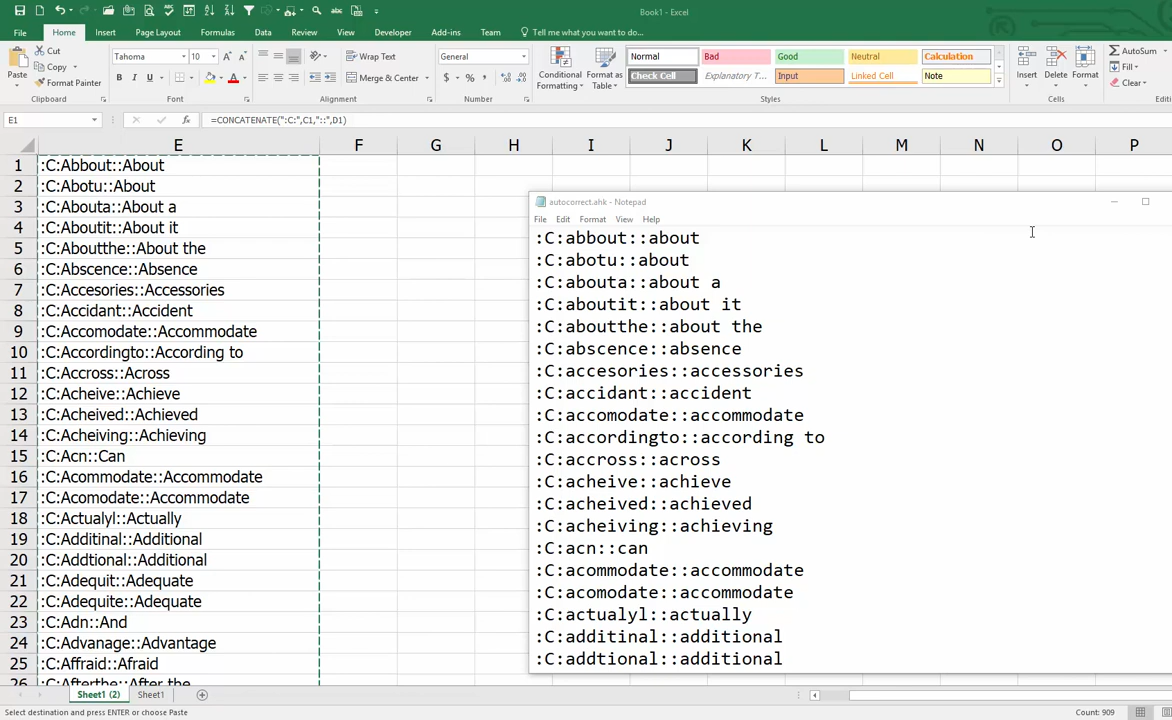 Book1 - Excel
File Home Insert Page Layout Formulas Data Review View Developer Add-ins Team Tell me what you want to do...
Paste
Cut
Copy
Format Painter
Clipboard
Tahoma 10
B I U
Font
Wrap Text
Merge & Center
Alignment
General
$ % ,
Number
Conditional Formatting
Format as Table
Normal Bad Good Neutral Calculation
Check Cell Explanatory T... Input Linked Cell Note
Styles
Insert Delete Format
Cells
AutoSum
Fill
Clear
Editi
E1 fx =CONCATENATE(":C:",C1,"::",D1)
E F G H I J K L M N O P
1 :C:Abbout::About
2 :C:Abotu::About
3 :C:Abouta::About a
4 :C:Aboutit::About it
5 :C:Aboutthe::About the
6 :C:Abscence::Absence
7 :C:Accesories::Accessories
8 :C:Accidant::Accident
9 :C:Accomodate::Accommodate
10 :C:Accordingto::According to
11 :C:Accross::Across
12 :C:Acheive::Achieve
13 :C:Acheived::Achieved
14 :C:Acheiving::Achieving
15 :C:Acn::Can
16 :C:Acommodate::Accommodate
17 :C:Acomodate::Accommodate
18 :C:Actualyl::Actually
19 :C:Additinal::Additional
20 :C:Addtional::Additional
21 :C:Adequit::Adequate
22 :C:Adequite::Adequate
23 :C:Adn::And
24 :C:Advanage::Advantage
25 :C:Affraid::Afraid
26 :C:Afterthe::After the
autocorrect.ahk - Notepad
File Edit Format View Help
:C:abbout::about
:C:abotu::about
:C:abouta::about a
:C:aboutit::about it
:C:aboutthe::about the
:C:abscence::absence
:C:accesories::accessories
:C:accidant::accident
:C:accomodate::accommodate
:C:accordingto::according to
:C:accross::across
:C:acheive::achieve
:C:acheived::achieved
:C:acheiving::achieving
:C:acn::can
:C:acommodate::accommodate
:C:acomodate::accommodate
:C:actualyl::actually
:C:additinal::additional
:C:addtional::additional
Sheet1 (2) Sheet1
Select destination and press ENTER or choose Paste
Count: 909